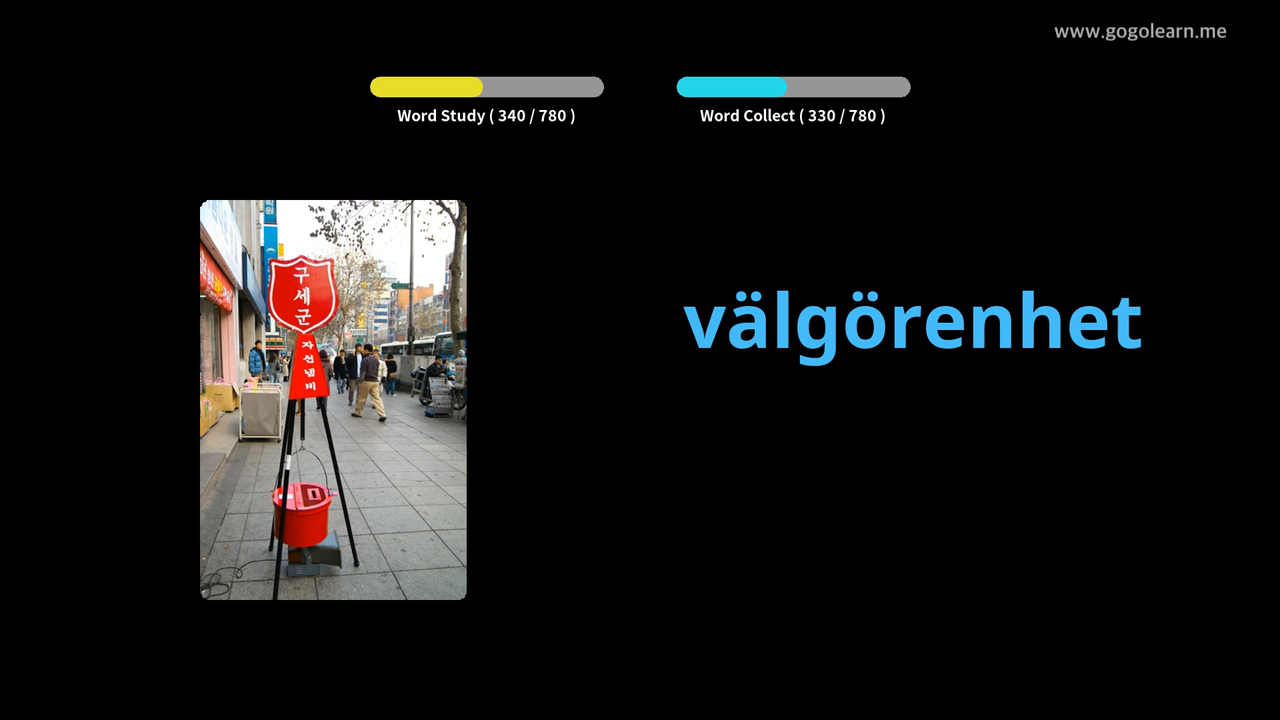 www.gogolearn.me
Word Study ( 340 / 780 )
Word Collect ( 330 / 780 )
välgörenhet
구
세
군
자
선
냄
비